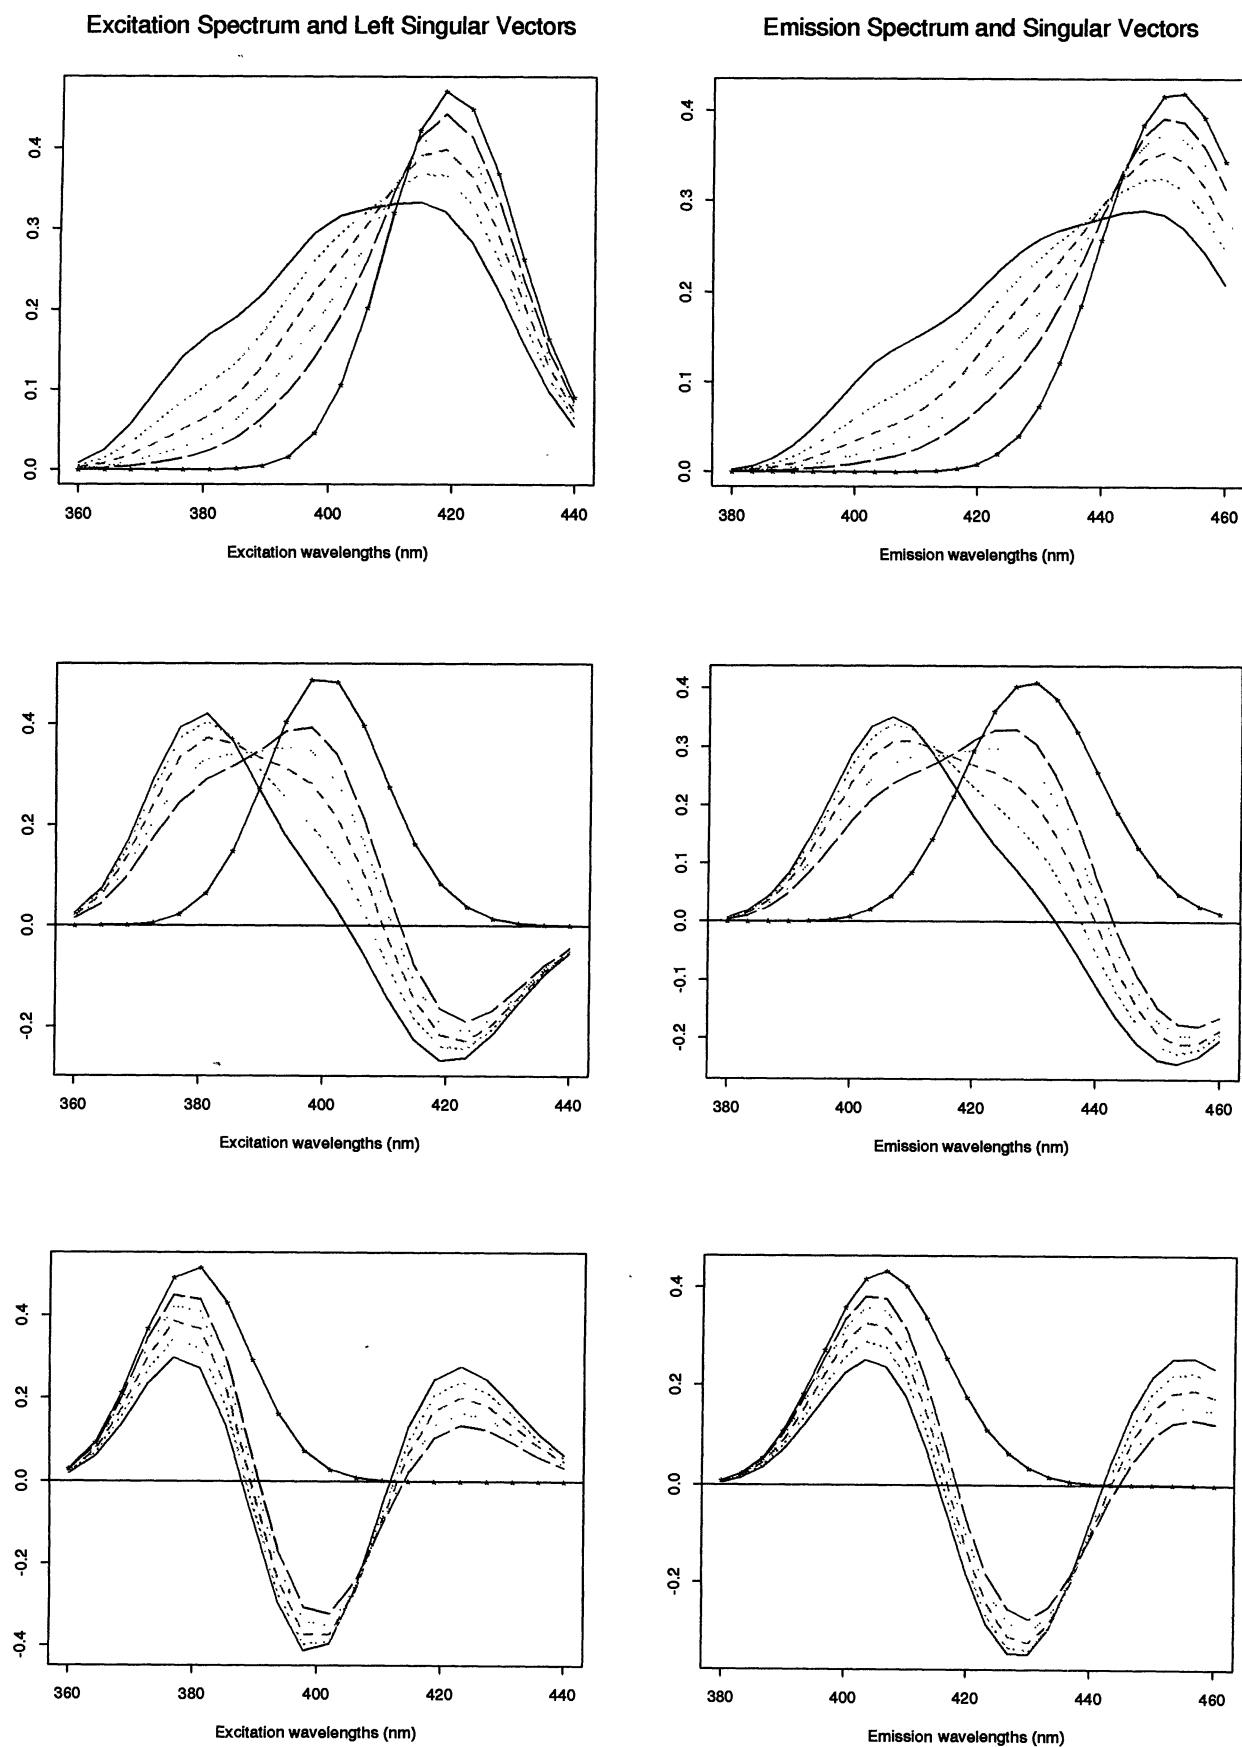 Excitation Spectrum and Left Singular Vectors
Emission Spectrum and Singular Vectors
0.4
0.3
0.2
0.1
0.0
360 380 400 420 440
Excitation wavelengths (nm)
0.4
0.3
0.2
0.1
0.0
380 400 420 440 460
Emission wavelengths (nm)
0.4
0.2
0.0
-0.2
360 380 400 420 440
Excitation wavelengths (nm)
0.4
0.3
0.2
0.1
0.0
-0.1
-0.2
380 400 420 440 460
Emission wavelengths (nm)
0.4
0.2
0.0
-0.2
-0.4
360 380 400 420 440
Excitation wavelengths (nm)
0.4
0.2
0.0
-0.2
380 400 420 440 460
Emission wavelengths (nm)